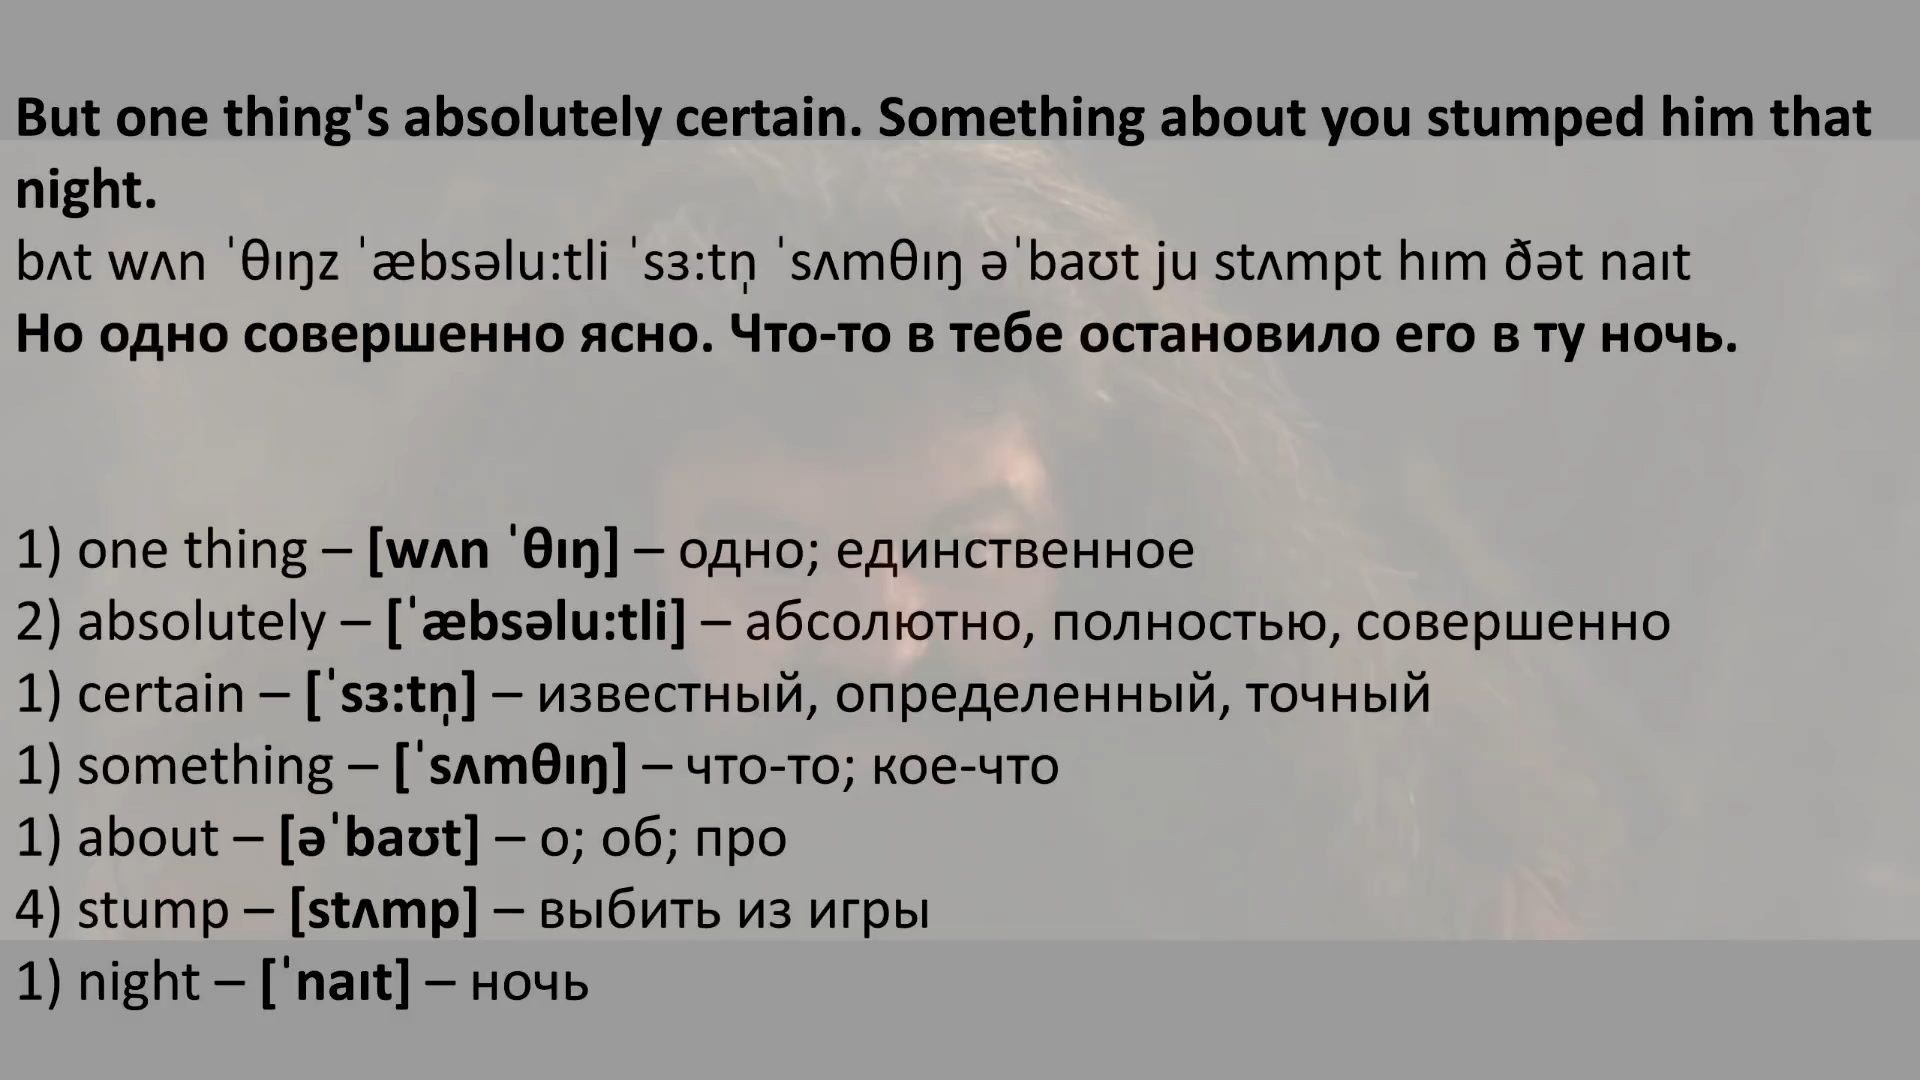 But one thing's absolutely certain. Something about you stumped him that
night.
bʌt wʌn ˈθɪŋz ˈæbsəlu:tli ˈsɜ:tn̩ ˈsʌmθɪŋ əˈbaʊt ju stʌmpt hɪm ðət naɪt
Но одно совершенно ясно. Что-то в тебе остановило его в ту ночь.
1) one thing – [wʌn ˈθɪŋ] – одно; единственное
2) absolutely – [ˈæbsəlu:tli] – абсолютно, полностью, совершенно
1) certain – [ˈsɜ:tn̩] – известный, определенный, точный
1) something – [ˈsʌmθɪŋ] – что-то; кое-что
1) about – [əˈbaʊt] – о; об; про
4) stump – [stʌmp] – выбить из игры
1) night – [ˈnaɪt] – ночь